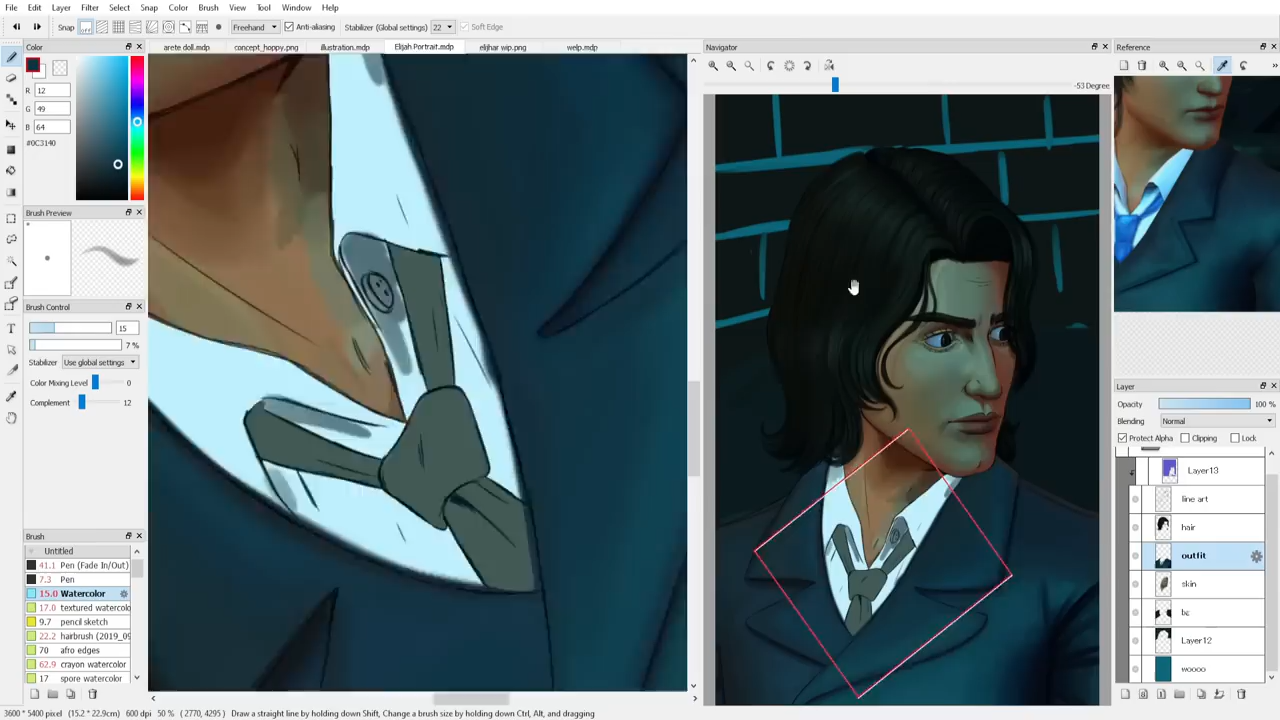 File Edit Layer Filter Select Snap Color Brush Navigation Tool Window Help
Snap off Freehand Anti-aliasing Stabilizer (Global settings) 22 Soft Edge
arete doll.mdp concept_hoppy.png illustration.mdp Elijah Portrait.mdp elijhar wip.png welp.mdp
Color
R 12
G 49
B 64
#0C3140
Brush Preview
Brush Control
15
7 %
Stabilizer Use global settings
Color Mixing Level 0
Complement 12
Brush
Untitled
41.1 Pen (Fade In/Out)
7.3 Pen
15.0 Watercolor
17.0 textured watercolo
9.7 pencil sketch
22.2 hairbrush (2019_09
70 afro edges
62.9 crayon watercolor
17 spore watercolor
Navigator
-53 Degree
Reference
Layer
Opacity 100 %
Blending Normal
Protect Alpha Clipping Lock
Layer13
line art
hair
outfit
skin
bg
Layer12
woooo
3600 * 5400 pixel (15.2 * 22.9cm) 600 dpi 50 % (2770, 4295) Draw a straight line by holding down Shift, Change a brush size by holding down Ctrl, Alt, and dragging